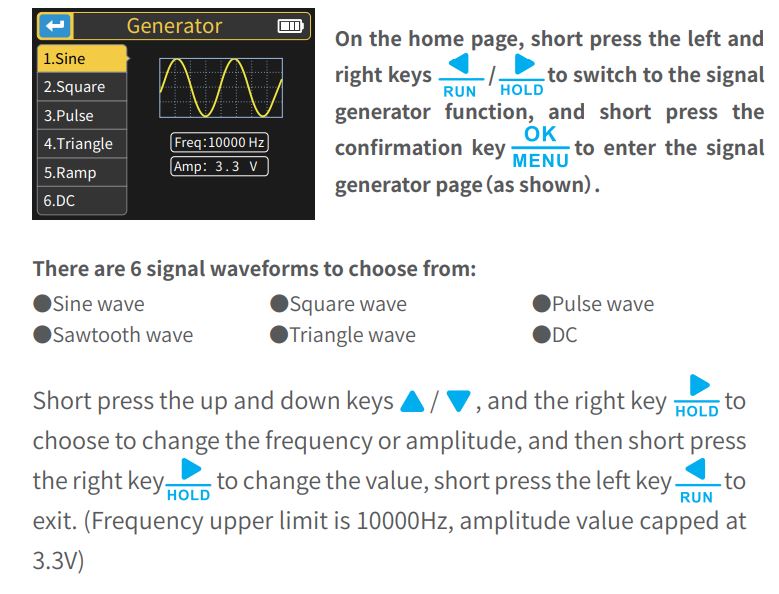 Generator
1.Sine
2.Square
3.Pulse
4.Triangle
5.Ramp
6.DC
Freq:10000 Hz
Amp: 3.3 V
On the home page, short press the left and
right keys RUN / HOLD to switch to the signal
generator function, and short press the
confirmation key OK MENU to enter the signal
generator page (as shown).
There are 6 signal waveforms to choose from:
●Sine wave ●Square wave ●Pulse wave
●Sawtooth wave ●Triangle wave ●DC
Short press the up and down keys ▲ / ▼, and the right key ▶ HOLD to
choose to change the frequency or amplitude, and then short press
the right key ▶ HOLD to change the value, short press the left key ◀ RUN to
exit. (Frequency upper limit is 10000Hz, amplitude value capped at
3.3V)